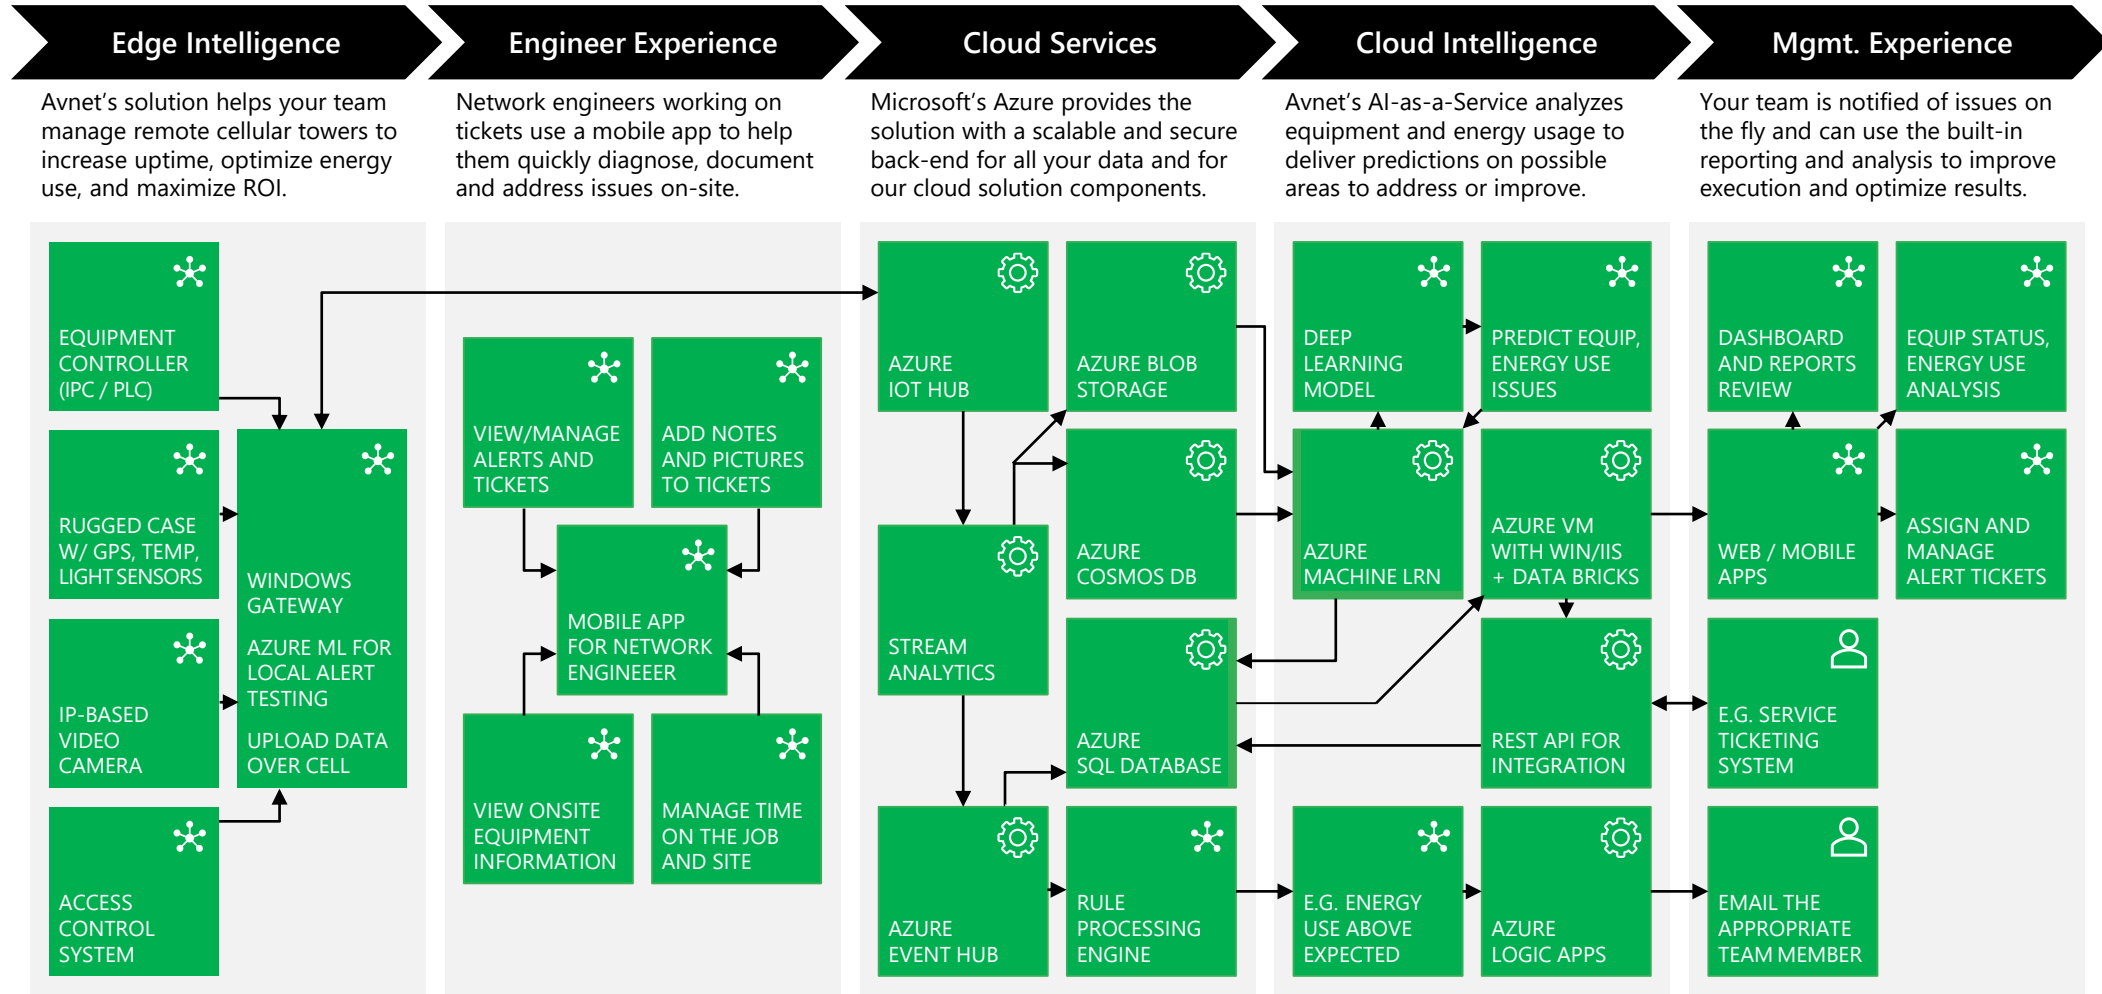 Edge Intelligence
Avnet's solution helps your team
manage remote cellular towers to
increase uptime, optimize energy
use, and maximize ROI.
EQUIPMENT
CONTROLLER
(IPC / PLC)
RUGGED CASE
W/ GPS, TEMP,
LIGHT SENSORS
IP-BASED
VIDEO
CAMERA
ACCESS
CONTROL
SYSTEM
WINDOWS
GATEWAY
AZURE ML FOR
LOCAL ALERT
TESTING
UPLOAD DATA
OVER CELL
Engineer Experience
Network engineers working on
tickets use a mobile app to help
them quickly diagnose, document
and address issues on-site.
VIEW/MANAGE
ALERTS AND
TICKETS
ADD NOTES
AND PICTURES
TO TICKETS
MOBILE APP
FOR NETWORK
ENGINEEER
VIEW ONSITE
EQUIPMENT
INFORMATION
MANAGE TIME
ON THE JOB
AND SITE
Cloud Services
Microsoft's Azure provides the
solution with a scalable and secure
back-end for all your data and for
our cloud solution components.
AZURE
IOT HUB
AZURE BLOB
STORAGE
AZURE
COSMOS DB
STREAM
ANALYTICS
AZURE
SQL DATABASE
AZURE
EVENT HUB
RULE
PROCESSING
ENGINE
Cloud Intelligence
Avnet's AI-as-a-Service analyzes
equipment and energy usage to
deliver predictions on possible
areas to address or improve.
DEEP
LEARNING
MODEL
PREDICT EQUIP,
ENERGY USE
ISSUES
AZURE
MACHINE LRN
AZURE VM
WITH WIN/IIS
+ DATA BRICKS
REST API FOR
INTEGRATION
E.G. ENERGY
USE ABOVE
EXPECTED
AZURE
LOGIC APPS
Mgmt. Experience
Your team is notified of issues on
the fly and can use the built-in
reporting and analysis to improve
execution and optimize results.
DASHBOARD
AND REPORTS
REVIEW
EQUIP STATUS,
ENERGY USE
ANALYSIS
WEB / MOBILE
APPS
ASSIGN AND
MANAGE
ALERT TICKETS
E.G. SERVICE
TICKETING
SYSTEM
EMAIL THE
APPROPRIATE
TEAM MEMBER